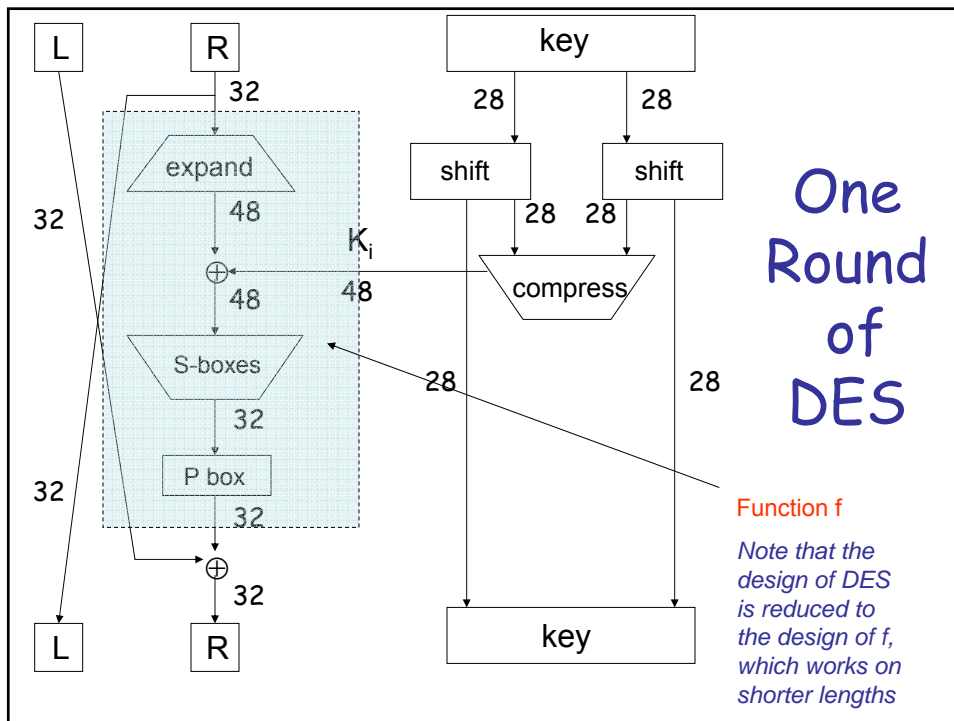 L
R
key
32
28
28
expand
shift
shift
One
Round
of
DES
32
48
28
28
Ki
48
48
compress
S-boxes
28
28
32
P box
32
32
Function f
Note that the
design of DES
is reduced to
the design of f,
which works on
shorter lengths
32
L
R
key